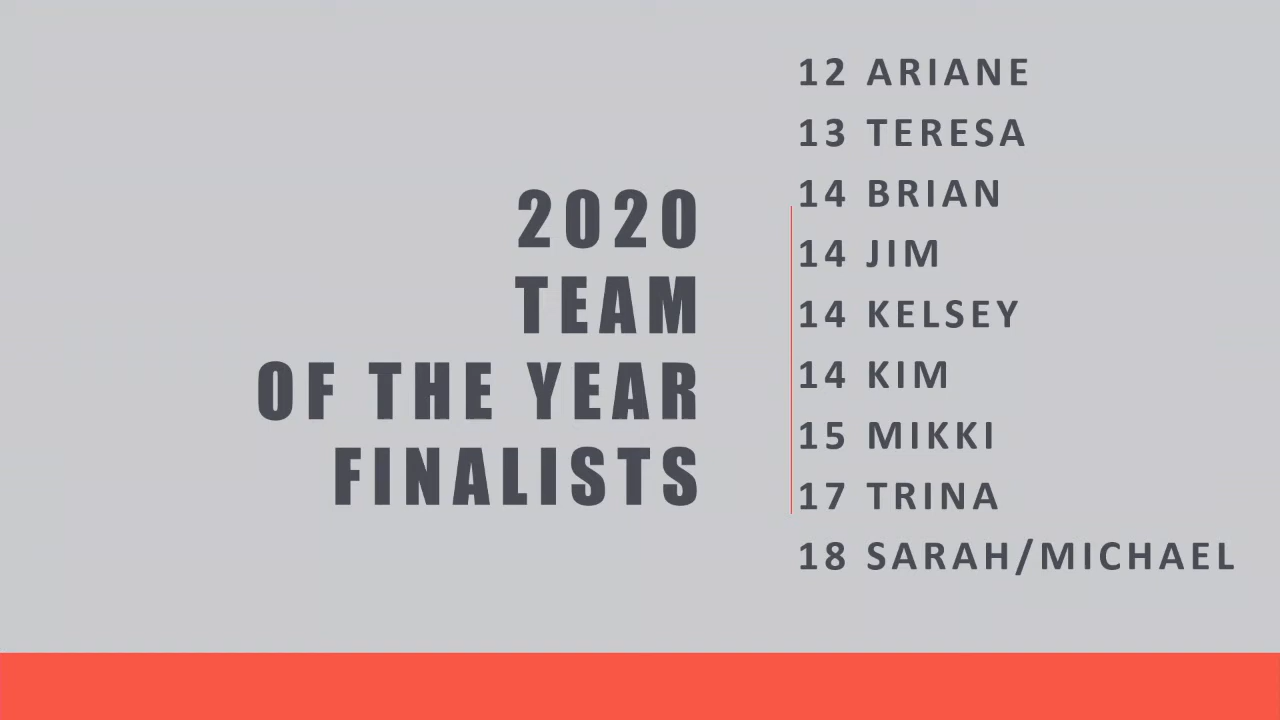 2020
TEAM
OF THE YEAR
FINALISTS
12 ARIANE
13 TERESA
14 BRIAN
14 JIM
14 KELSEY
14 KIM
15 MIKKI
17 TRINA
18 SARAH/MICHAEL